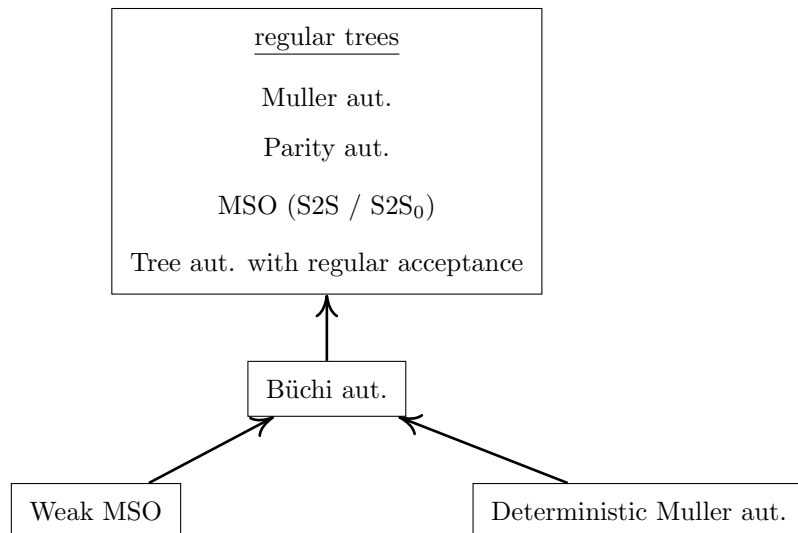 regular trees
Muller aut.
Parity aut.
MSO (S2S / S2S₀)
Tree aut. with regular acceptance
Büchi aut.
Weak MSO
Deterministic Muller aut.